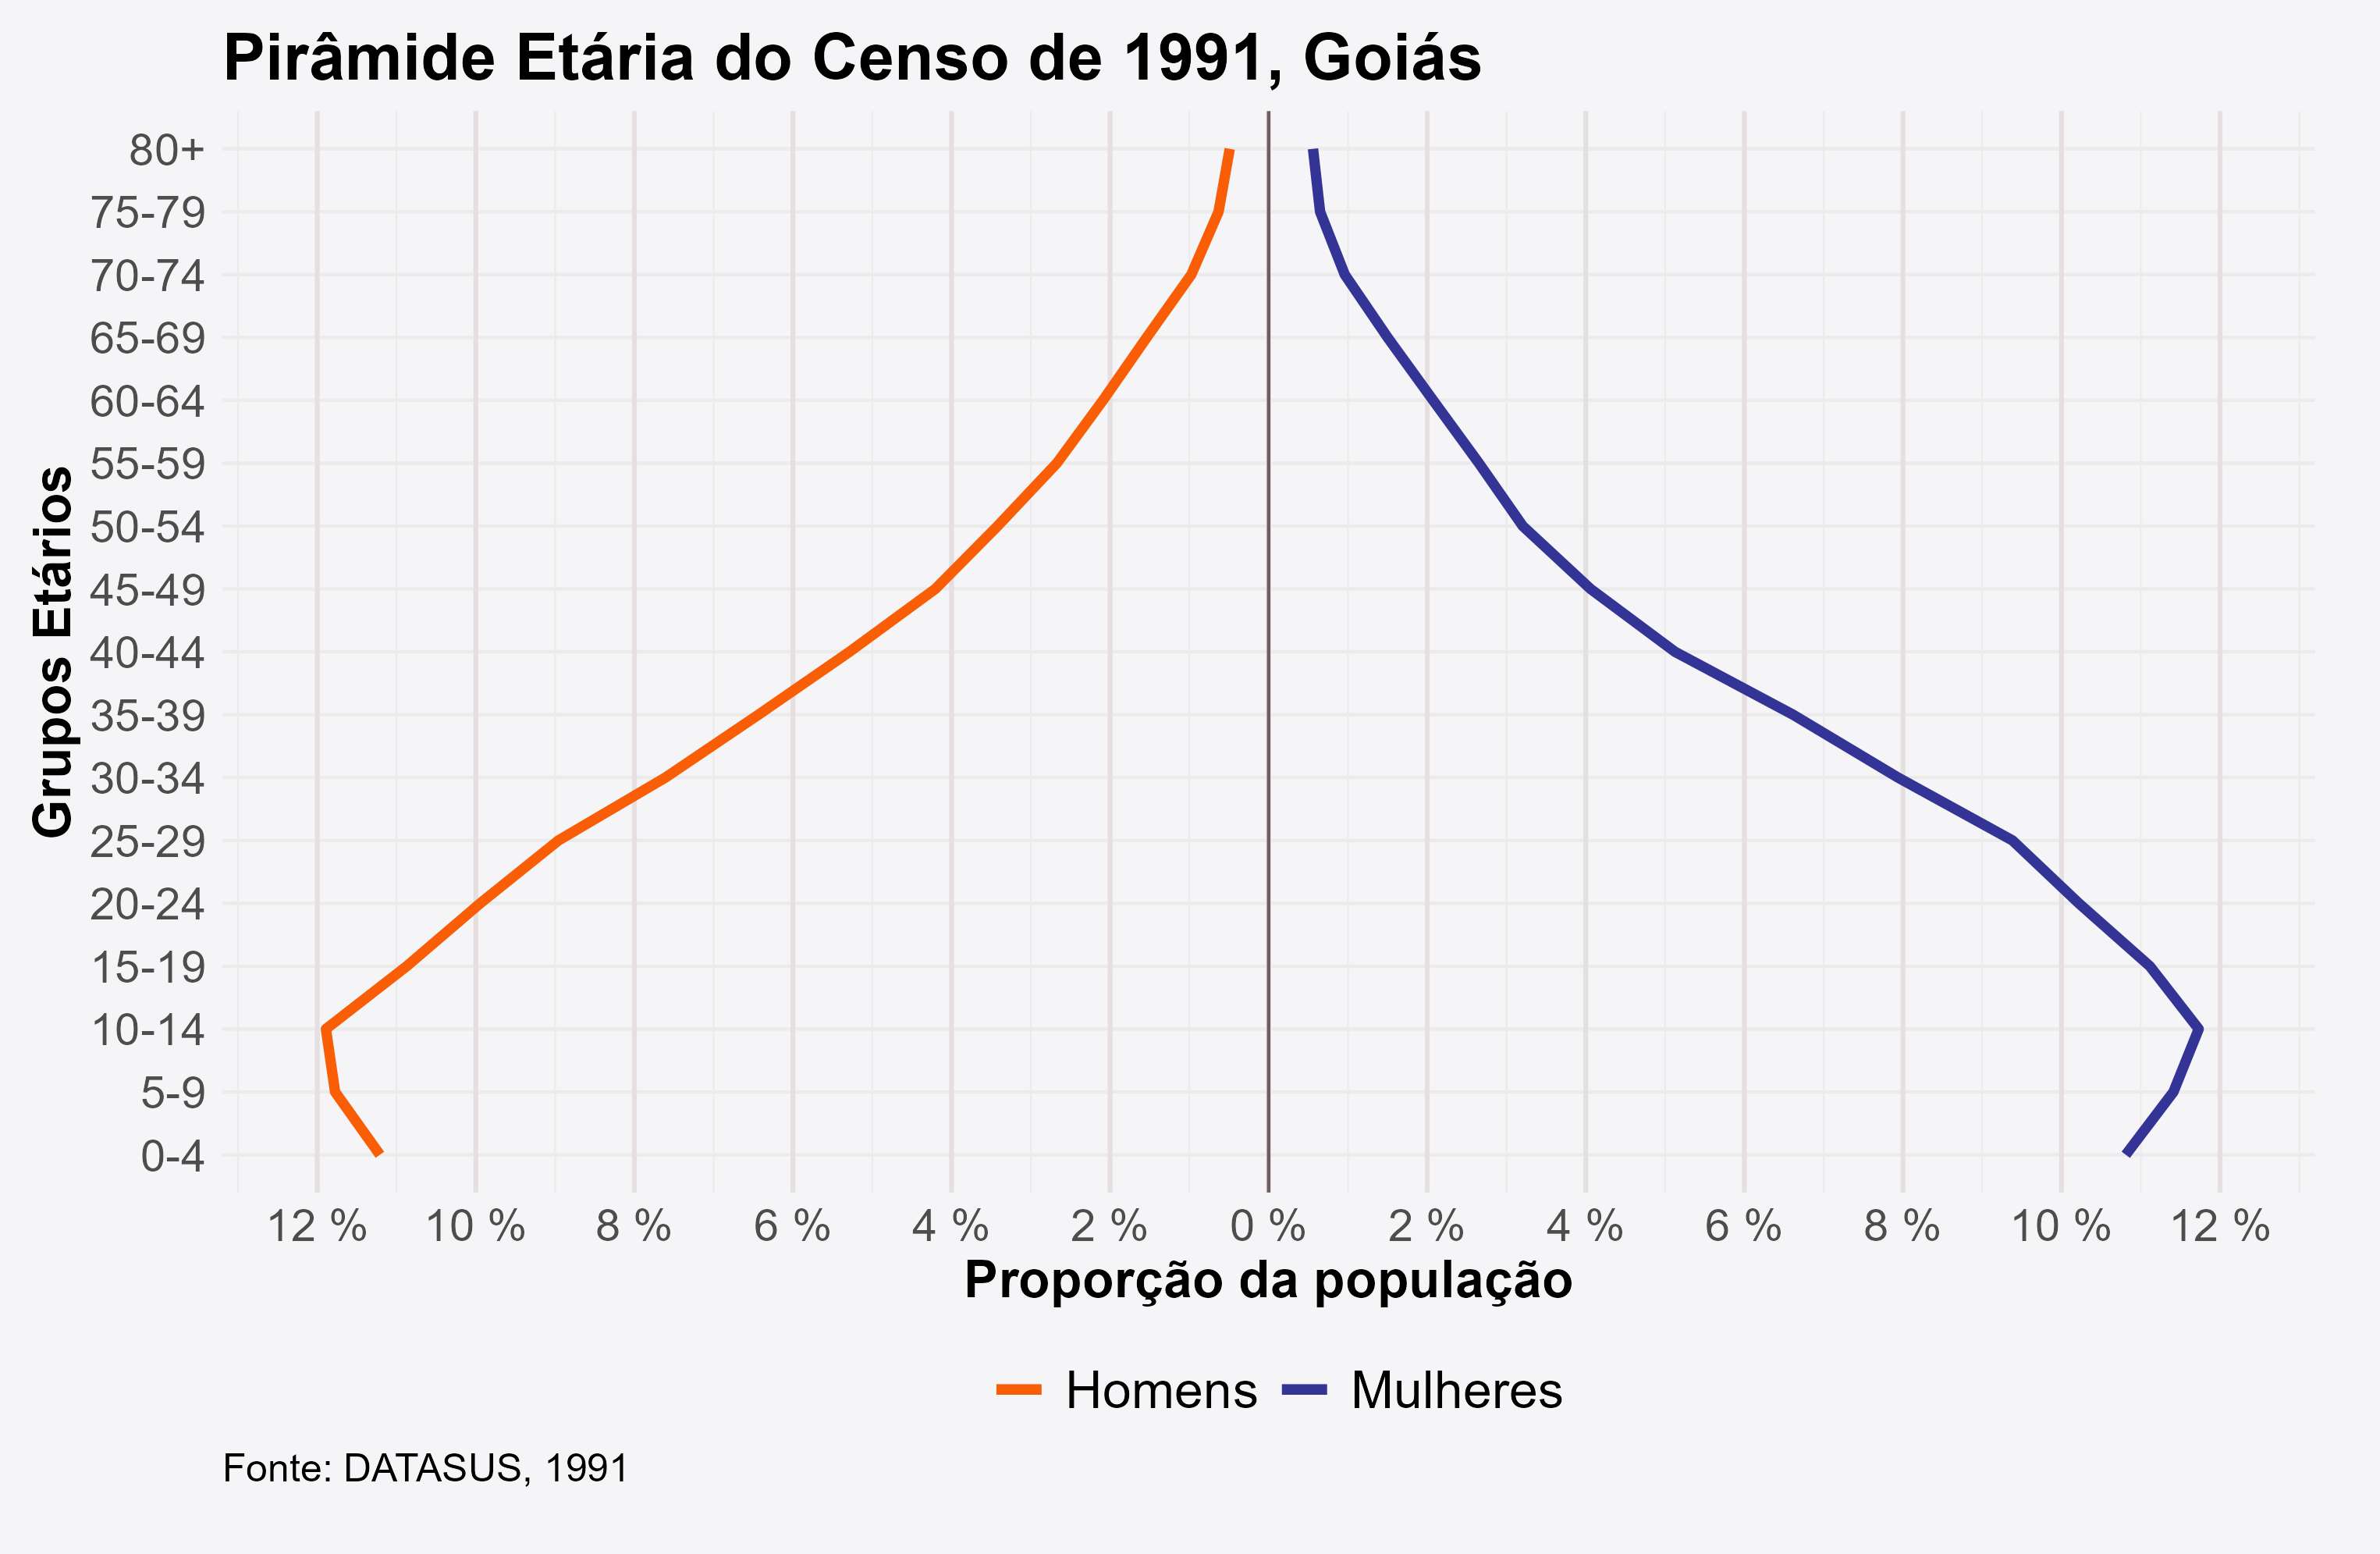 Pirâmide Etária do Censo de 1991, Goiás
Grupos Etários
80+
75-79
70-74
65-69
60-64
55-59
50-54
45-49
40-44
35-39
30-34
25-29
20-24
15-19
10-14
5-9
0-4
12 % 10 % 8 % 6 % 4 % 2 % 0 % 2 % 4 % 6 % 8 % 10 % 12 %
Proporção da população
Homens Mulheres
Fonte: DATASUS, 1991